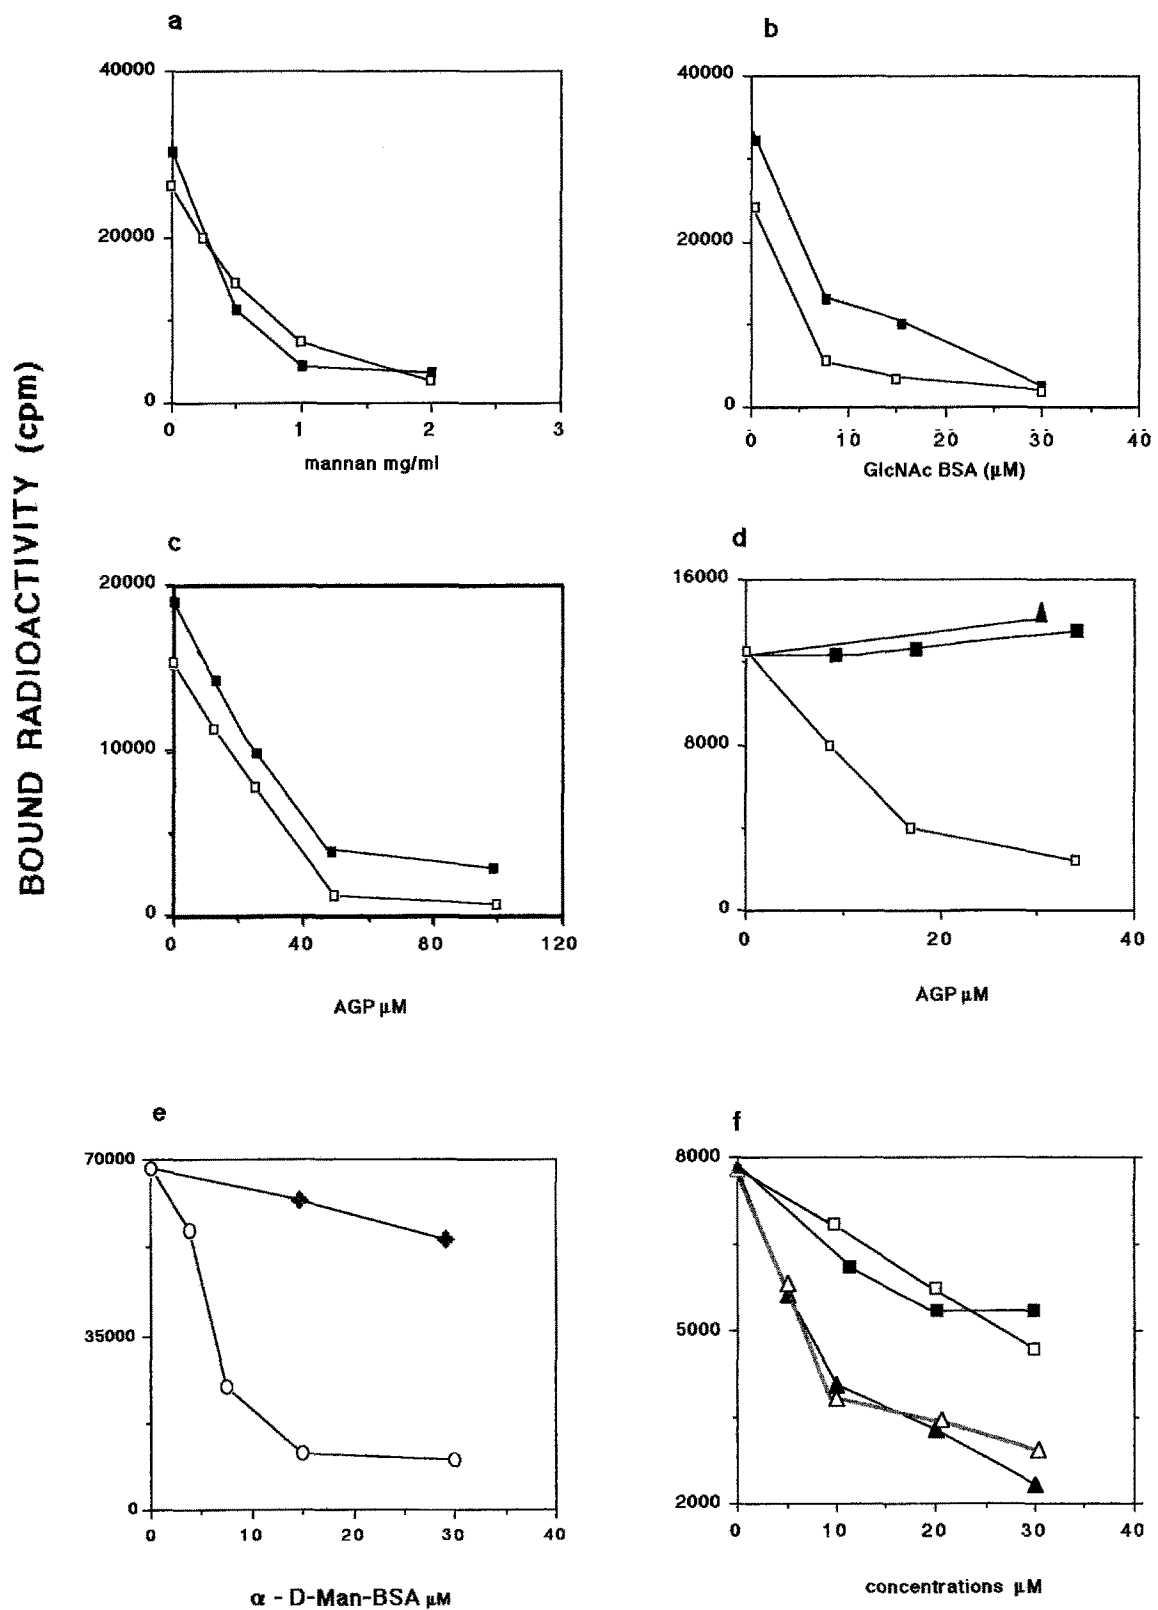 BOUND RADIOACTIVITY (cpm)
a
40000
20000
0
0 1 2 3
mannan mg/ml
b
40000
20000
0
0 10 20 30 40
GlcNAc BSA (µM)
c
20000
10000
0
0 40 80 120
AGP µM
d
16000
8000
0
0 20 40
AGP µM
e
70000
35000
0
0 10 20 30 40
α - D-Man-BSA µM
f
8000
5000
2000
0 10 20 30 40
concentrations µM